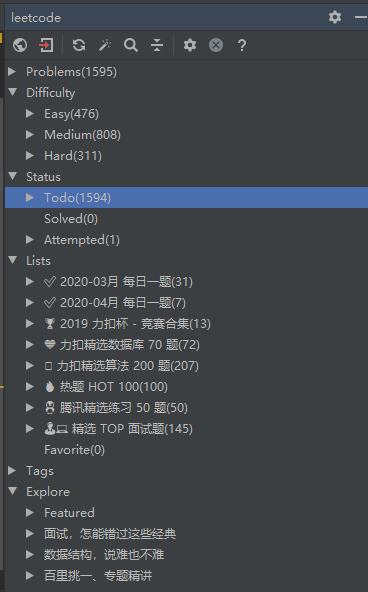 leetcode
?
Problems(1595)
Difficulty
Easy(476)
Medium(808)
Hard(311)
Status
Todo(1594)
Solved(0)
Attempted(1)
Lists
2020-03月 每日一题(31)
2020-04月 每日一题(7)
2019 力扣杯 - 竞赛合集(13)
力扣精选数据库 70 题(72)
力扣精选算法 200 题(207)
热题 HOT 100(100)
腾讯精选练习 50 题(50)
精选 TOP 面试题(145)
Favorite(0)
Tags
Explore
Featured
面试，怎能错过这些经典
数据结构，说难也不难
百里挑一、专题精讲